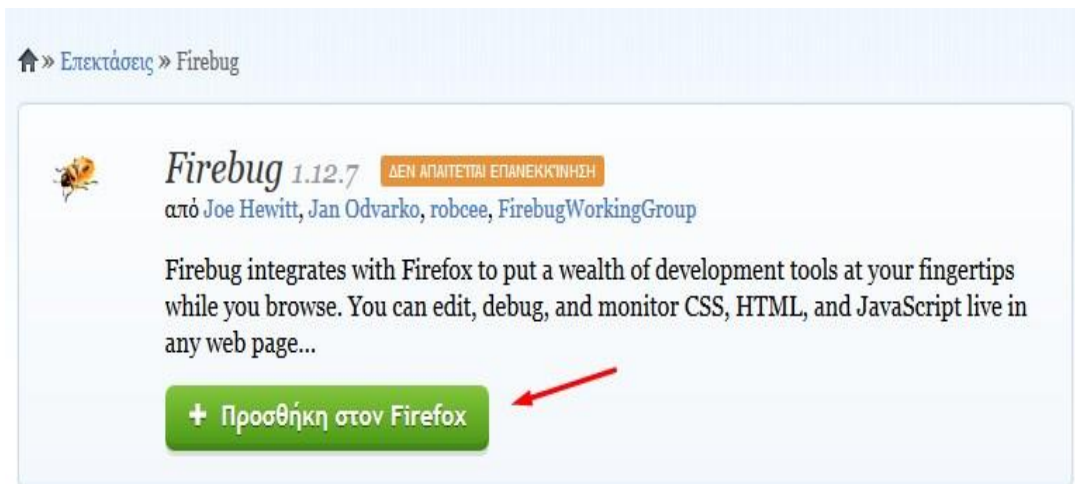 » Επεκτάσεις » Firebug
Firebug 1.12.7 ΔΕΝ ΑΠΑΙΤΕΊΤΑΙ ΕΠΑΝΕΚΚΊΝΗΣΗ
από Joe Hewitt, Jan Odvarko, robcee, FirebugWorkingGroup
Firebug integrates with Firefox to put a wealth of development tools at your fingertips
while you browse. You can edit, debug, and monitor CSS, HTML, and JavaScript live in
any web page...
+ Προσθήκη στον Firefox